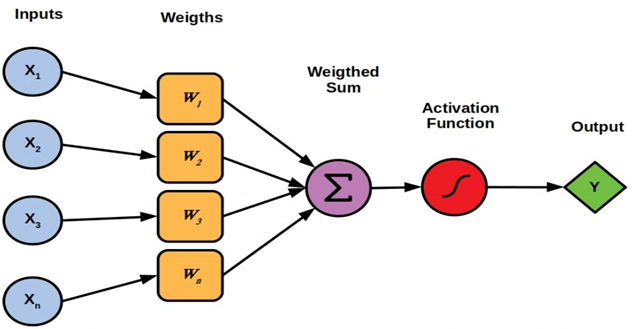 Inputs
Weigths
X1
X2
X3
Xn
W1
W2
W3
Wn
Weigthed
Sum
Σ
Activation
Function
Output
Y